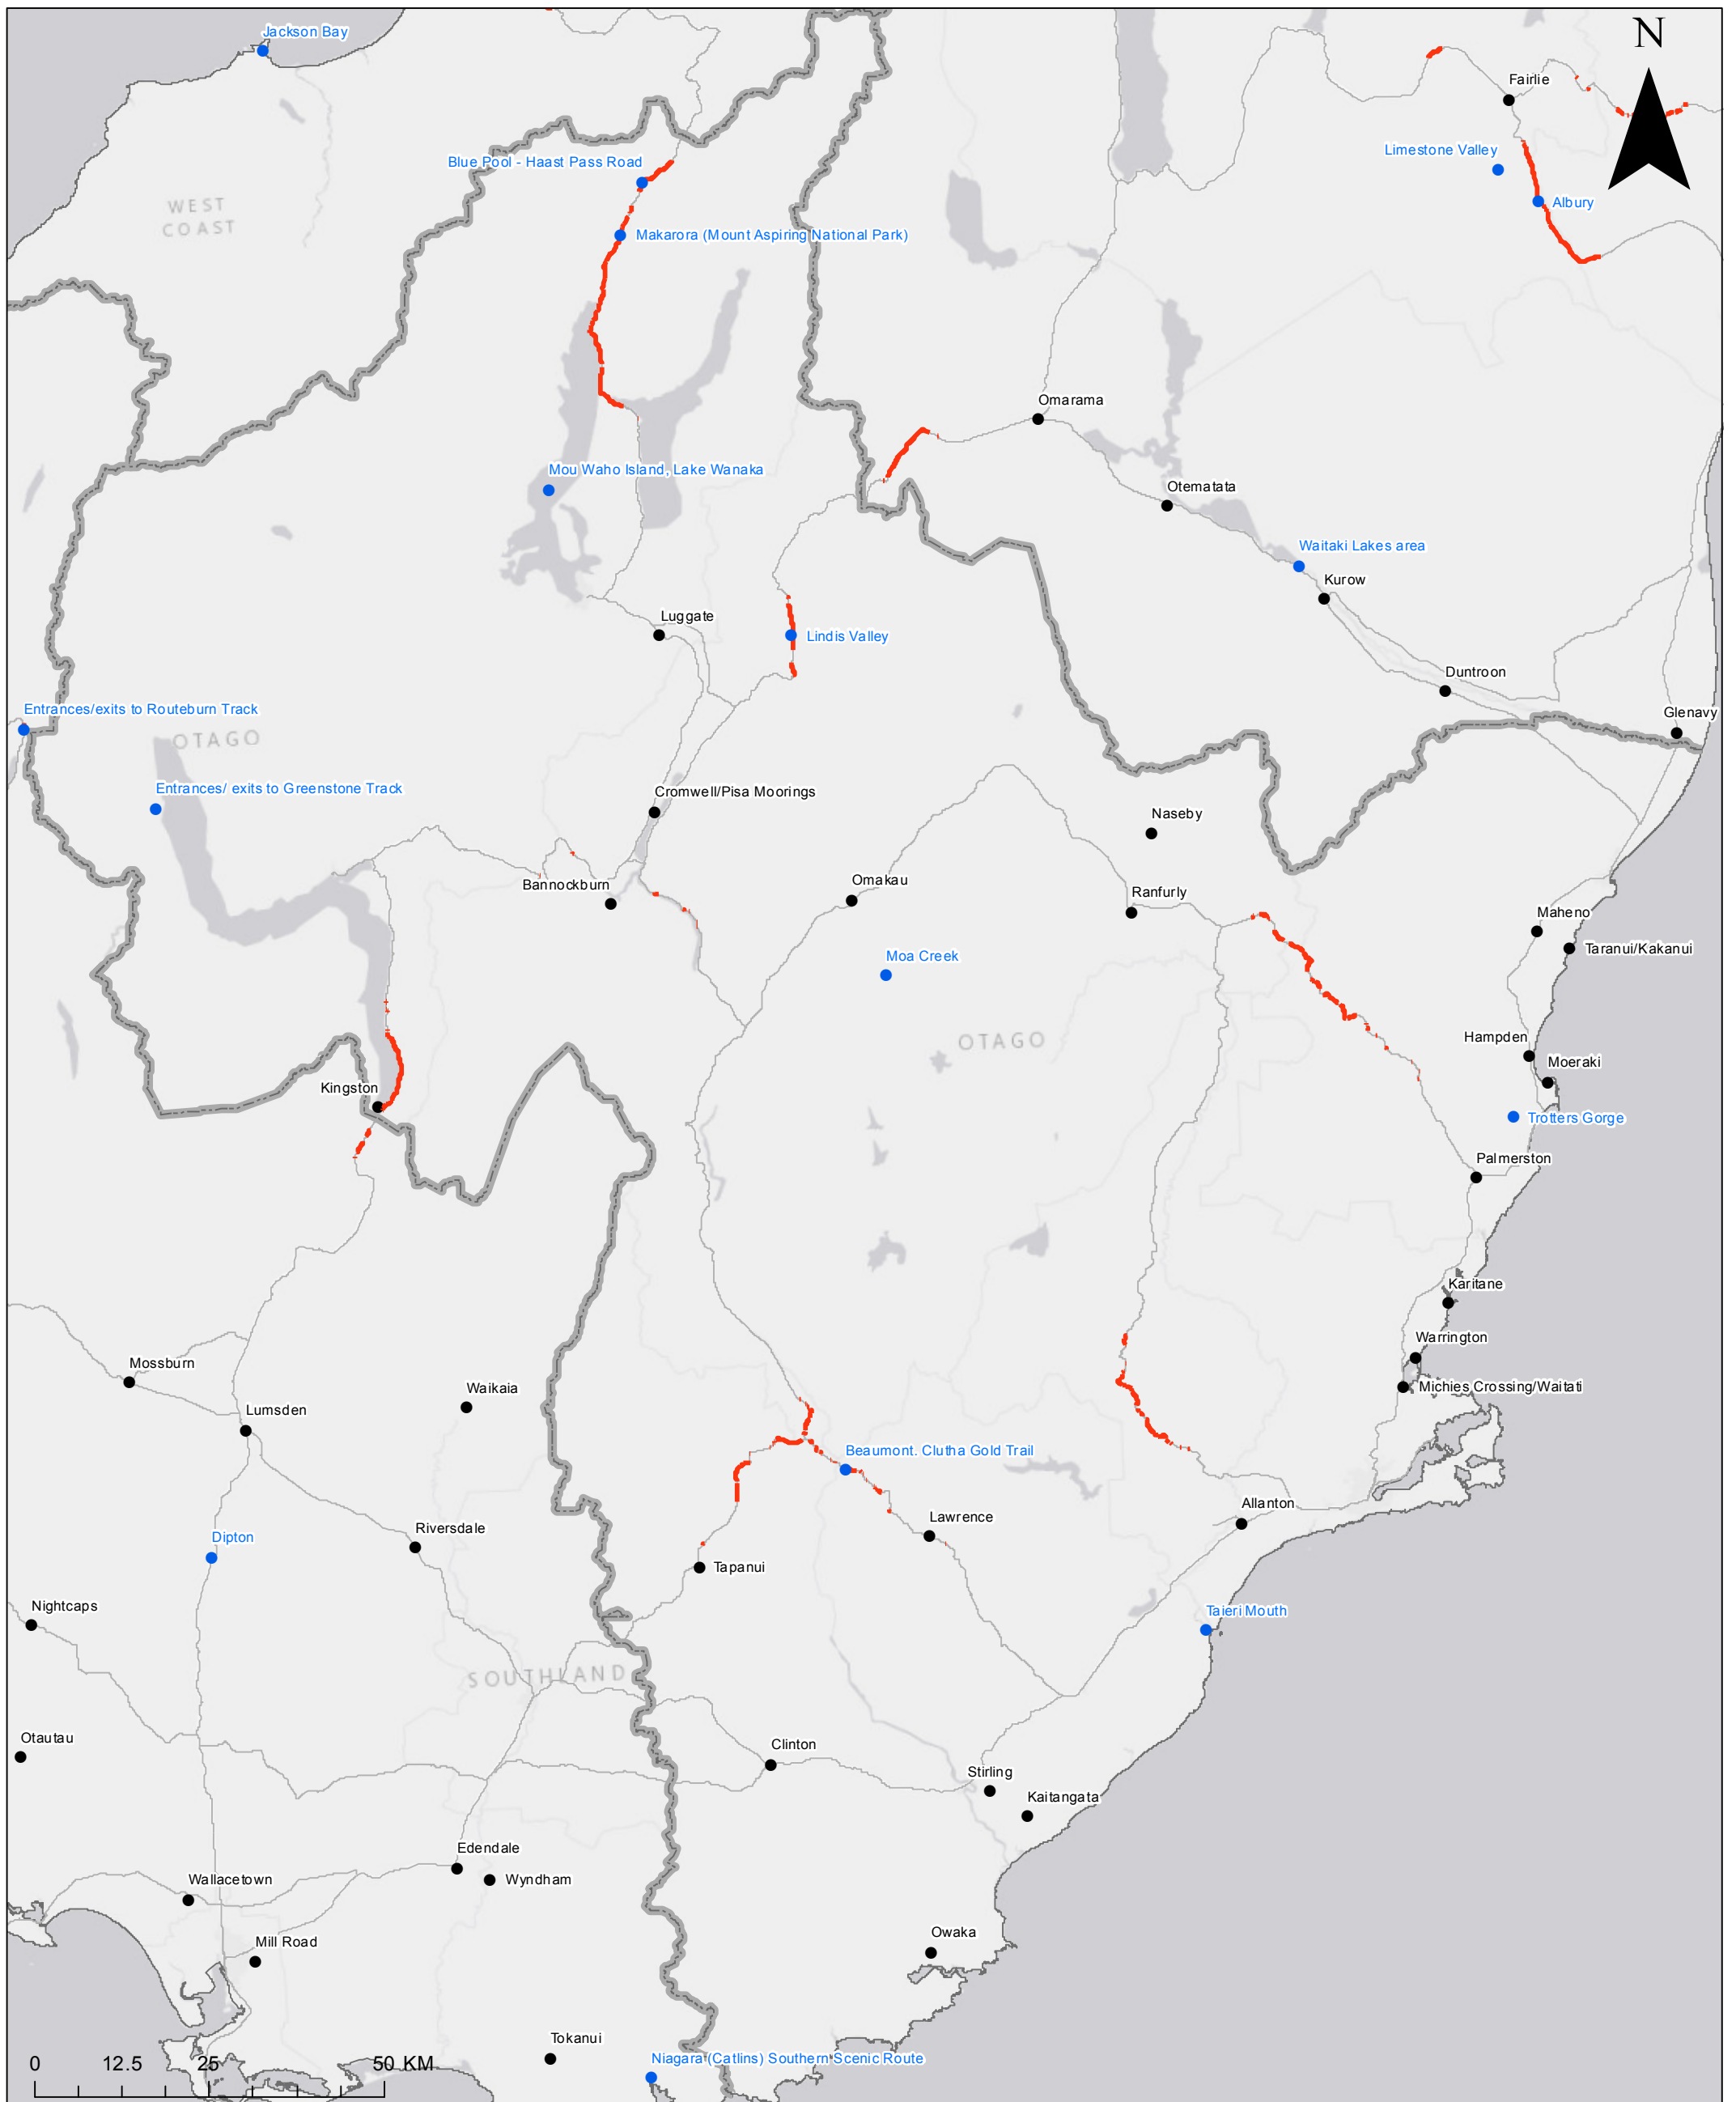 Jackson Bay
N
Fairlie
Blue Pool - Haast Pass Road
Limestone Valley
WEST
COAST
Albury
Makarora (Mount Aspiring National Park)
Omarama
Mou Waho Island, Lake Wanaka
Otematata
Waitaki Lakes area
Kurow
Luggate
Lindis Valley
Duntroon
Entrances/exits to Routeburn Track
Glenavy
OTAGO
Entrances/ exits to Greenstone Track
Cromwell/Pisa Moorings
Naseby
Bannockburn
Omakau
Ranfurly
Maheno
Taranui/Kakanui
Moa Creek
OTAGO
Hampden
Moeraki
Kingston
Trotters Gorge
Palmerston
Karitane
Warrington
Mossburn
Waikaia
Michies Crossing/Waitati
Lumsden
Beaumont. Clutha Gold Trail
Allanton
Lawrence
Riversdale
Dipton
Tapanui
Nightcaps
Taieri Mouth
SOUTHLAND
Otautau
Clinton
Stirling
Kaitangata
Edendale
Wallacetown
Wyndham
Owaka
Mill Road
Tokanui
Niagara (Catlins) Southern Scenic Route
0 12.5 25 50 KM